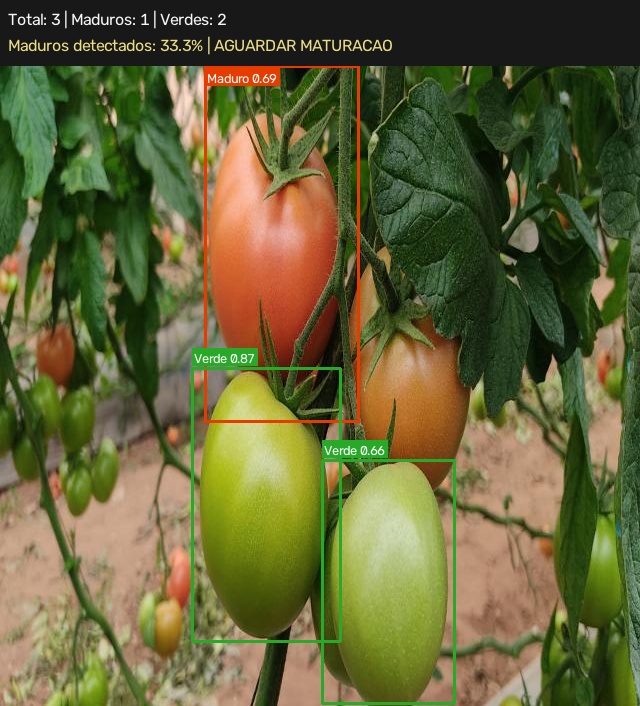 Total: 3 | Maduros: 1 | Verdes: 2
Maduros detectados: 33.3% | AGUARDAR MATURACAO
Maduro 0.69
Verde 0.87
Verde 0.66